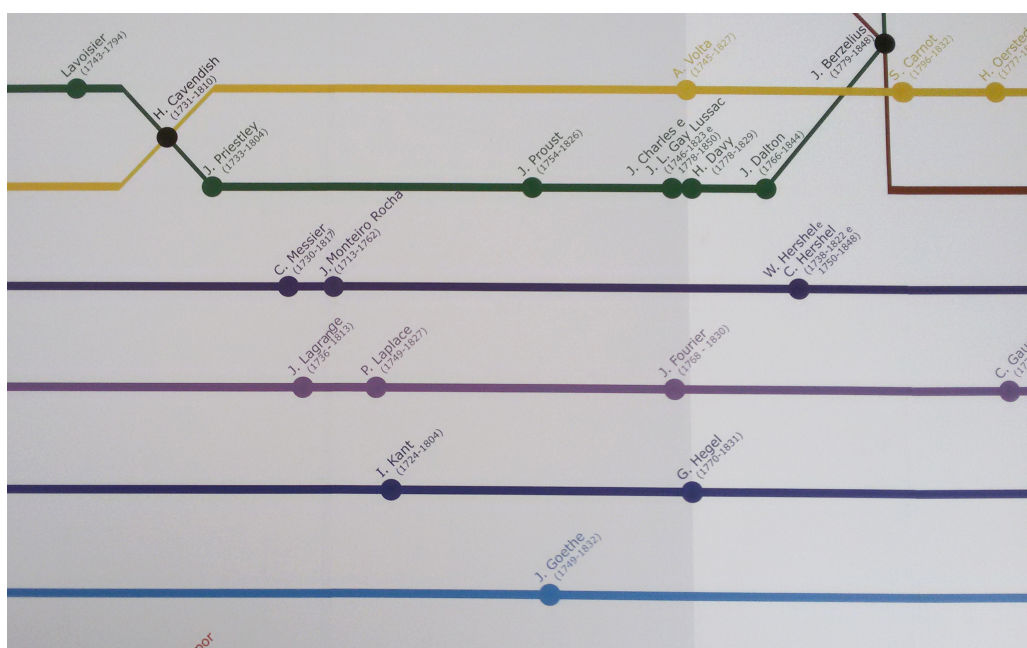 Lavoisier
(1743-1794)
H. Cavendish
(1731-1810)
J. Priestley
(1733-1804)
J. Proust
(1754-1826)
A. Volta
(1745-1827)
J. Charles e
J. L. Gay Lussac
(1746-1823 e
1778-1850)
H. Davy
(1778-1829)
J. Dalton
(1766-1844)
J. Berzelius
(1779-1848)
S. Carnot
(1796-1832)
H. Oersted
(1777-
C. Messier
(1730-1817)
J. Monteiro Rocha
(1713-1762)
W. Hershel e
C. Hershel
(1738-1822 e
1750-1848)
J. Lagrange
(1736 - 1813)
P. Laplace
(1749-1827)
J. Fourier
(1768 - 1830)
C. Gau
I. Kant
(1724-1804)
G. Hegel
(1770-1831)
J. Goethe
(1749-1832)
por